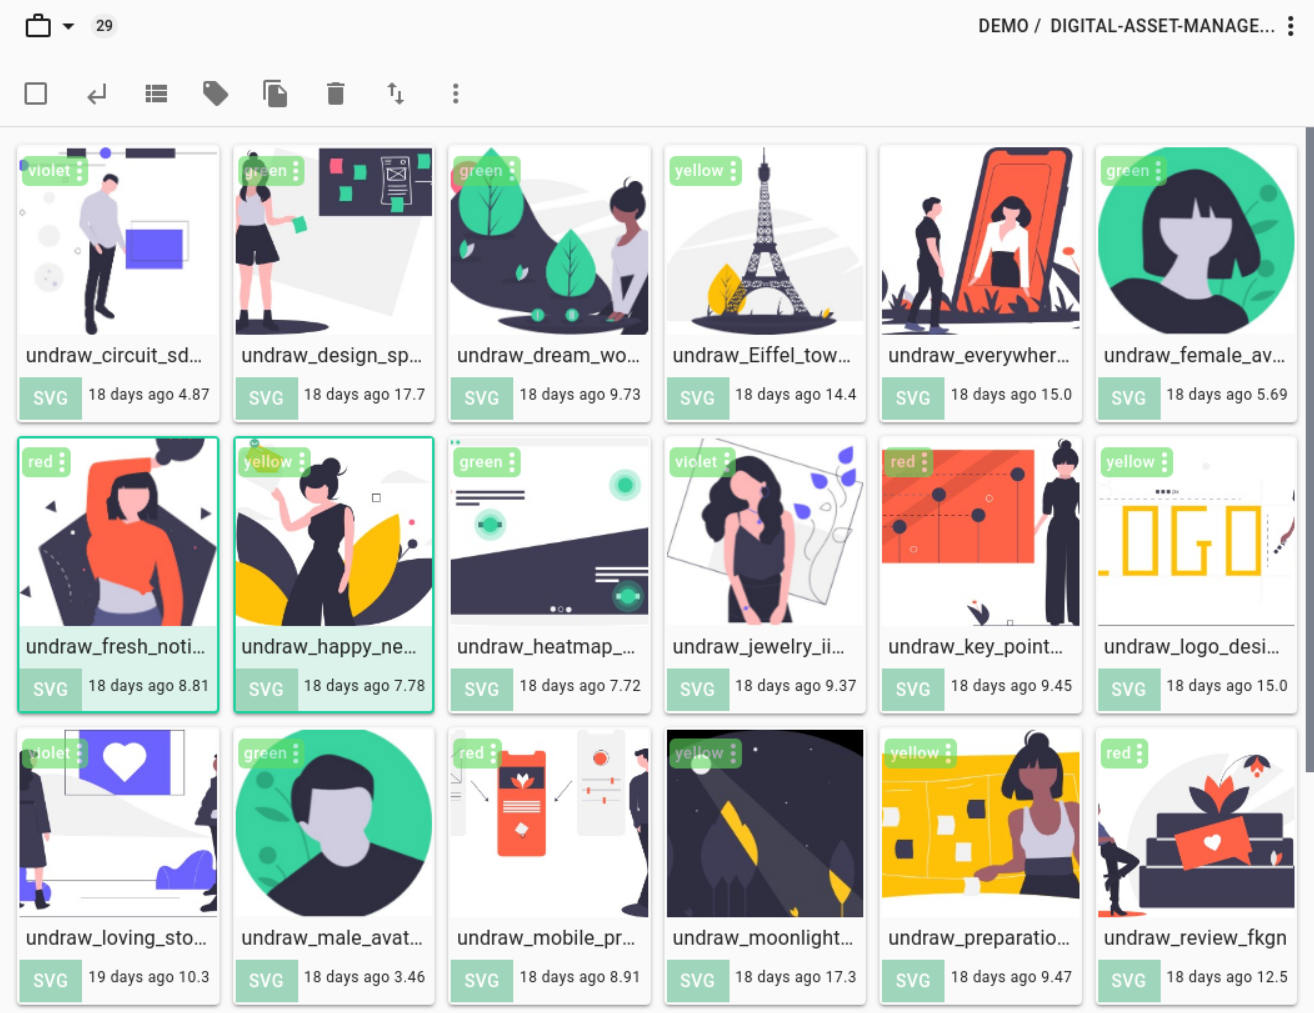 29
DEMO / DIGITAL-ASSET-MANAGE...
violet
green
green
yellow
green
undraw_circuit_sd...
undraw_design_sp...
undraw_dream_wo...
undraw_Eiffel_tow...
undraw_everywher...
undraw_female_av...
SVG 18 days ago 4.87
SVG 18 days ago 17.7
SVG 18 days ago 9.73
SVG 18 days ago 14.4
SVG 18 days ago 15.0
SVG 18 days ago 5.69
red
yellow
green
violet
red
yellow
OGO
undraw_fresh_noti...
undraw_happy_ne...
undraw_heatmap_...
undraw_jewelry_ii...
undraw_key_point...
undraw_logo_desi...
SVG 18 days ago 8.81
SVG 18 days ago 7.78
SVG 18 days ago 7.72
SVG 18 days ago 9.37
SVG 18 days ago 9.45
SVG 18 days ago 15.0
violet
green
red
yellow
yellow
red
undraw_loving_sto...
undraw_male_avat...
undraw_mobile_pr...
undraw_moonlight...
undraw_preparatio...
undraw_review_fkgn
SVG 19 days ago 10.3
SVG 18 days ago 3.46
SVG 18 days ago 8.91
SVG 18 days ago 17.3
SVG 18 days ago 9.47
SVG 18 days ago 12.5